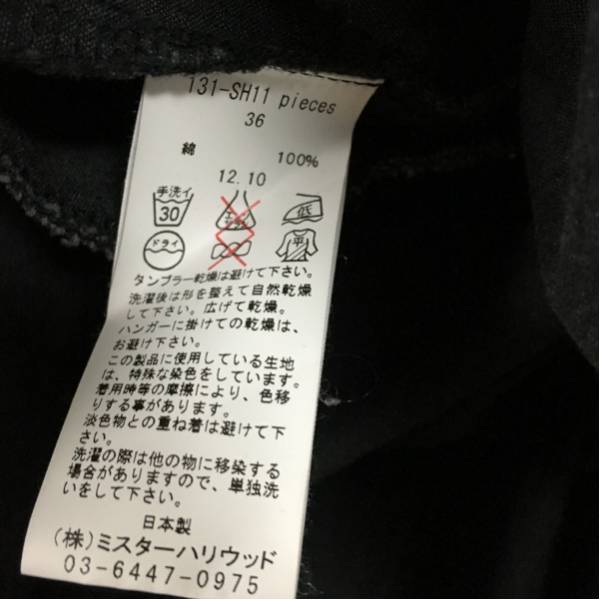 131-SH11 pieces
36
綿 100%
12.10
手洗イ
30
エンソ
サラシ
低
ドライ
平
タンブラー乾燥は避けて下さい。
洗濯後は形を整えて自然乾燥
して下さい。広げて乾燥。
ハンガーに掛けての乾燥は、
お避け下さい。
この製品に使用している生地
は、特殊な染色をしています。
着用時等の摩擦により、色移
りする事があります。
淡色物との重ね着は避けて下
さい。
洗濯の際は他の物に移染する
場合がありますので、単独洗
いをして下さい。
日本製
(株)ミスターハリウッド
03-6447-0975